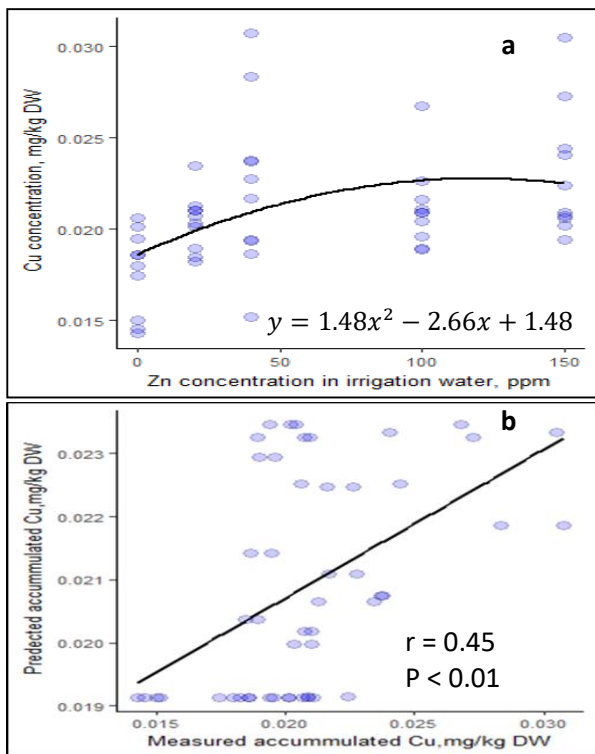 a
Cu concentration, mg/kg DW
0.030
0.025
0.020
0.015
y = 1.48x² − 2.66x + 1.48
0 50 100 150
Zn concentration in irrigation water, ppm
b
Predected accumulated Cu,mg/kg DW
0.023
0.022
0.021
0.020
0.019
r = 0.45
P < 0.01
0.015 0.020 0.025 0.030
Measured accummulated Cu,mg/kg DW